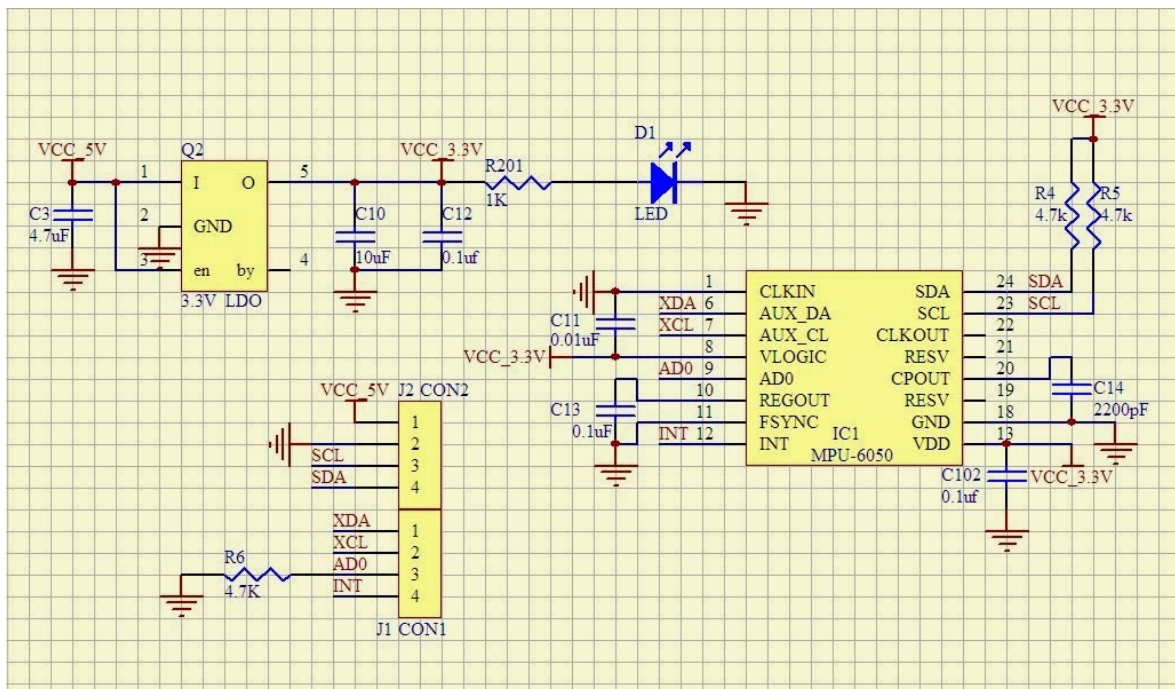 VCC_5V
Q2
1
I
O
5
C3
4.7uF
2
GND
3
en
by
4
3.3V LDO
VCC_3.3V
C10
10uF
C12
0.1uf
R201
1K
D1
LED
VCC_3.3V
R4
4.7k
R5
4.7k
1 CLKIN
XDA 6 AUX_DA
XCL 7 AUX_CL
8 VLOGIC
AD0 9 AD0
10 REGOUT
11 FSYNC
INT 12 INT
SDA 24 SDA
SCL 23 SCL
CLKOUT 22
RESV 21
CPOUT 20
RESV 19
GND 18
VDD 13
IC1
MPU-6050
C11
0.01uF
VCC_3.3V
C13
0.1uF
C14
2200pF
C102
0.1uf
VCC_3.3V
VCC_5V
J2 CON2
1
2
SCL 3
SDA 4
XDA 1
XCL 2
AD0 3
INT 4
R6
4.7K
J1 CON1